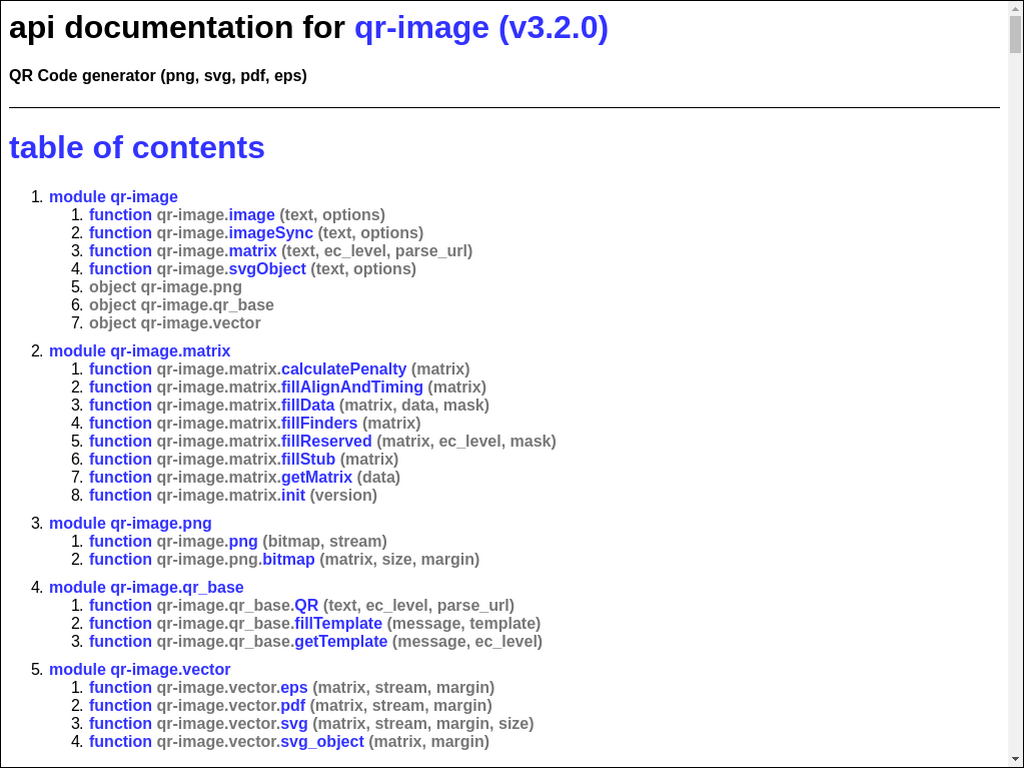 api documentation for qr-image (v3.2.0)
QR Code generator (png, svg, pdf, eps)
table of contents
1. module qr-image
1. function qr-image.image (text, options)
2. function qr-image.imageSync (text, options)
3. function qr-image.matrix (text, ec_level, parse_url)
4. function qr-image.svgObject (text, options)
5. object qr-image.png
6. object qr-image.qr_base
7. object qr-image.vector
2. module qr-image.matrix
1. function qr-image.matrix.calculatePenalty (matrix)
2. function qr-image.matrix.fillAlignAndTiming (matrix)
3. function qr-image.matrix.fillData (matrix, data, mask)
4. function qr-image.matrix.fillFinders (matrix)
5. function qr-image.matrix.fillReserved (matrix, ec_level, mask)
6. function qr-image.matrix.fillStub (matrix)
7. function qr-image.matrix.getMatrix (data)
8. function qr-image.matrix.init (version)
3. module qr-image.png
1. function qr-image.png (bitmap, stream)
2. function qr-image.png.bitmap (matrix, size, margin)
4. module qr-image.qr_base
1. function qr-image.qr_base.QR (text, ec_level, parse_url)
2. function qr-image.qr_base.fillTemplate (message, template)
3. function qr-image.qr_base.getTemplate (message, ec_level)
5. module qr-image.vector
1. function qr-image.vector.eps (matrix, stream, margin)
2. function qr-image.vector.pdf (matrix, stream, margin)
3. function qr-image.vector.svg (matrix, stream, margin, size)
4. function qr-image.vector.svg_object (matrix, margin)